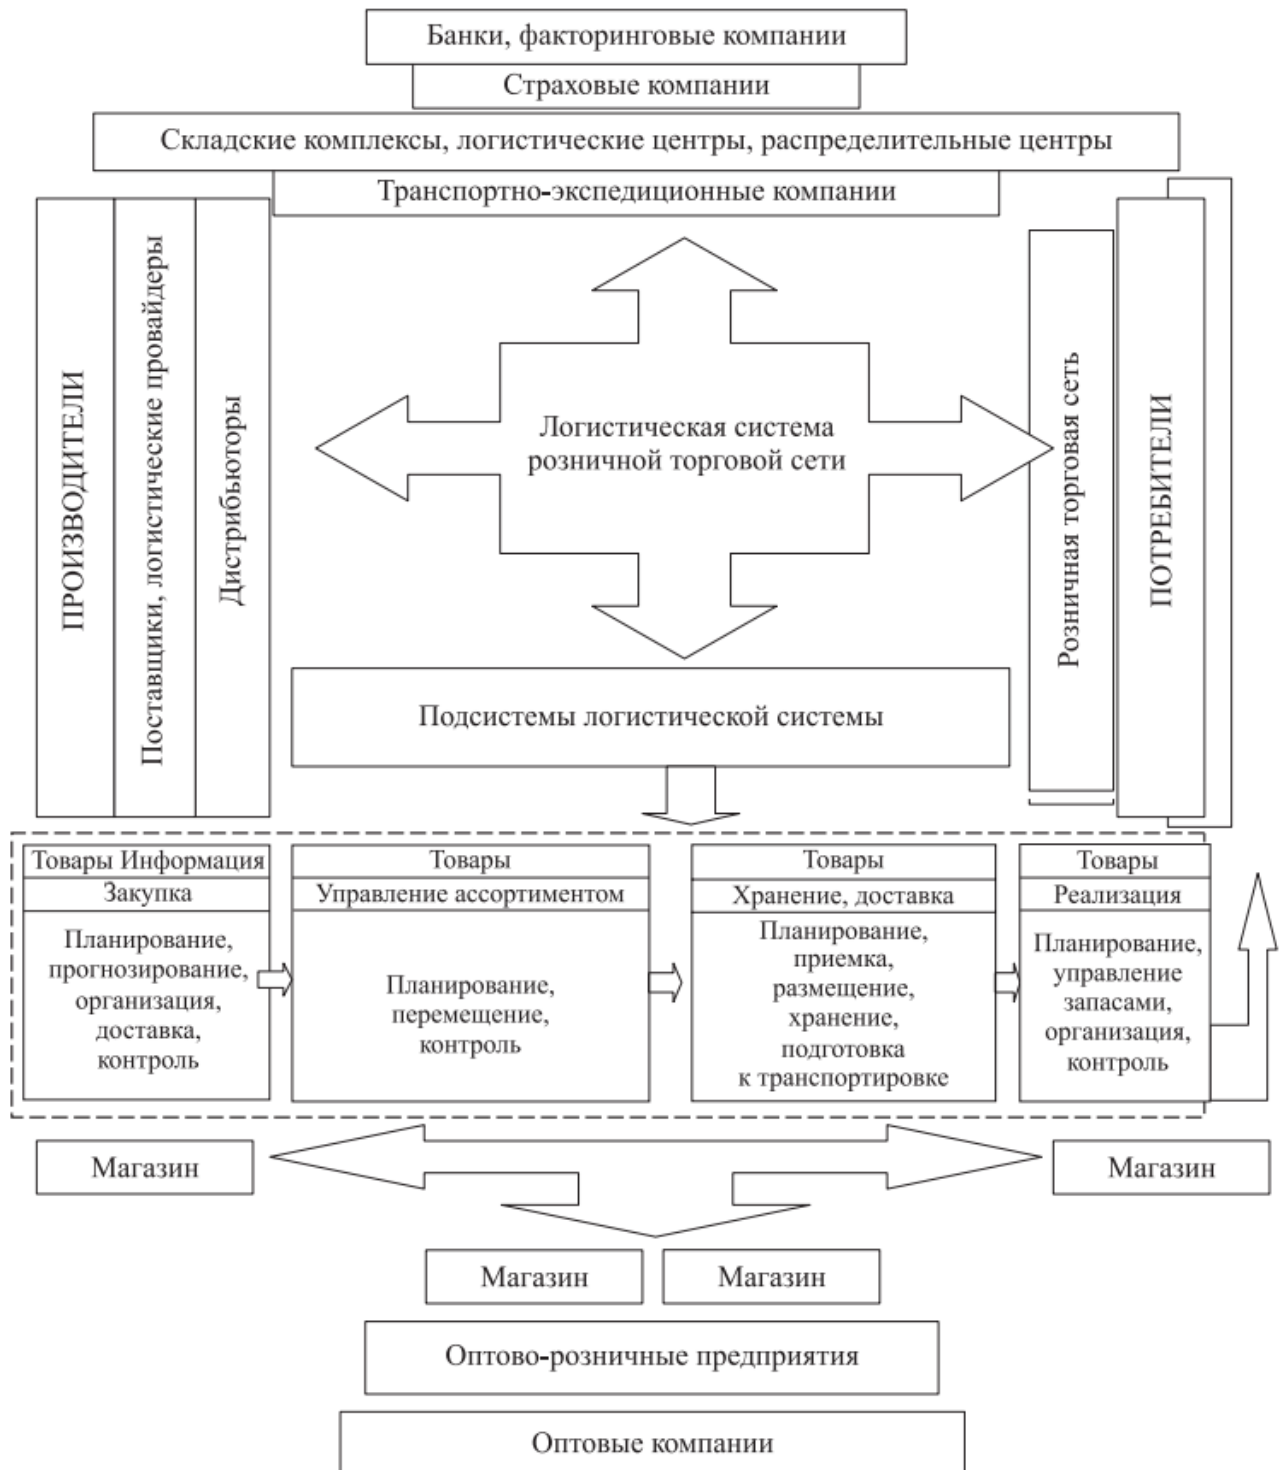 Банки, факторинговые компании
Страховые компании
Складские комплексы, логистические центры, распределительные центры
Транспортно-экспедиционные компании
ПРОИЗВОДИТЕЛИ
Поставщики, логистические провайдеры
Дистрибьюторы
Логистическая система
розничной торговой сети
Розничная торговая сеть
ПОТРЕБИТЕЛИ
Подсистемы логистической системы
Товары Информация
Закупка
Планирование,
прогнозирование,
организация,
доставка,
контроль
Товары
Управление ассортиментом
Планирование,
перемещение,
контроль
Товары
Хранение, доставка
Планирование,
приемка,
размещение,
хранение,
подготовка
к транспортировке
Товары
Реализация
Планирование,
управление
запасами,
организация,
контроль
Магазин
Магазин
Магазин
Магазин
Оптово-розничные предприятия
Оптовые компании